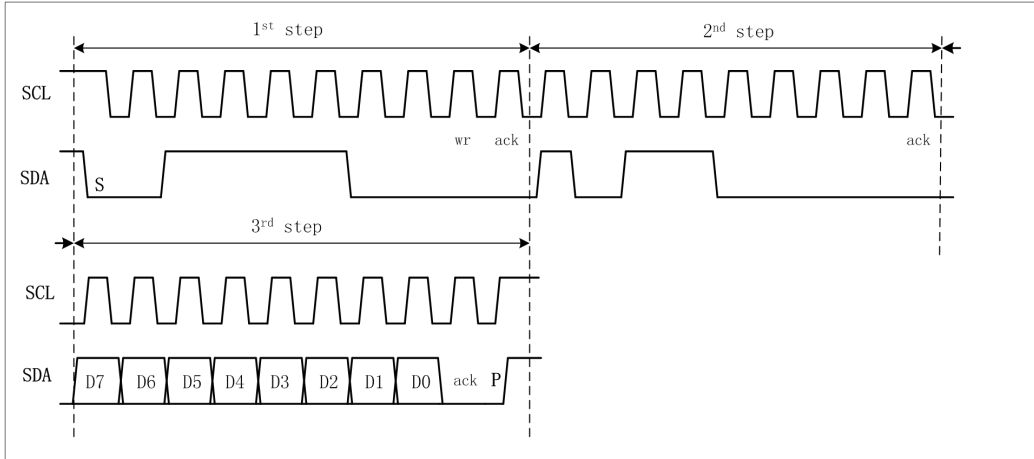 1st step 2nd step
SCL
wr ack ack
SDA S
3rd step
SCL
SDA D7 D6 D5 D4 D3 D2 D1 D0 ack P